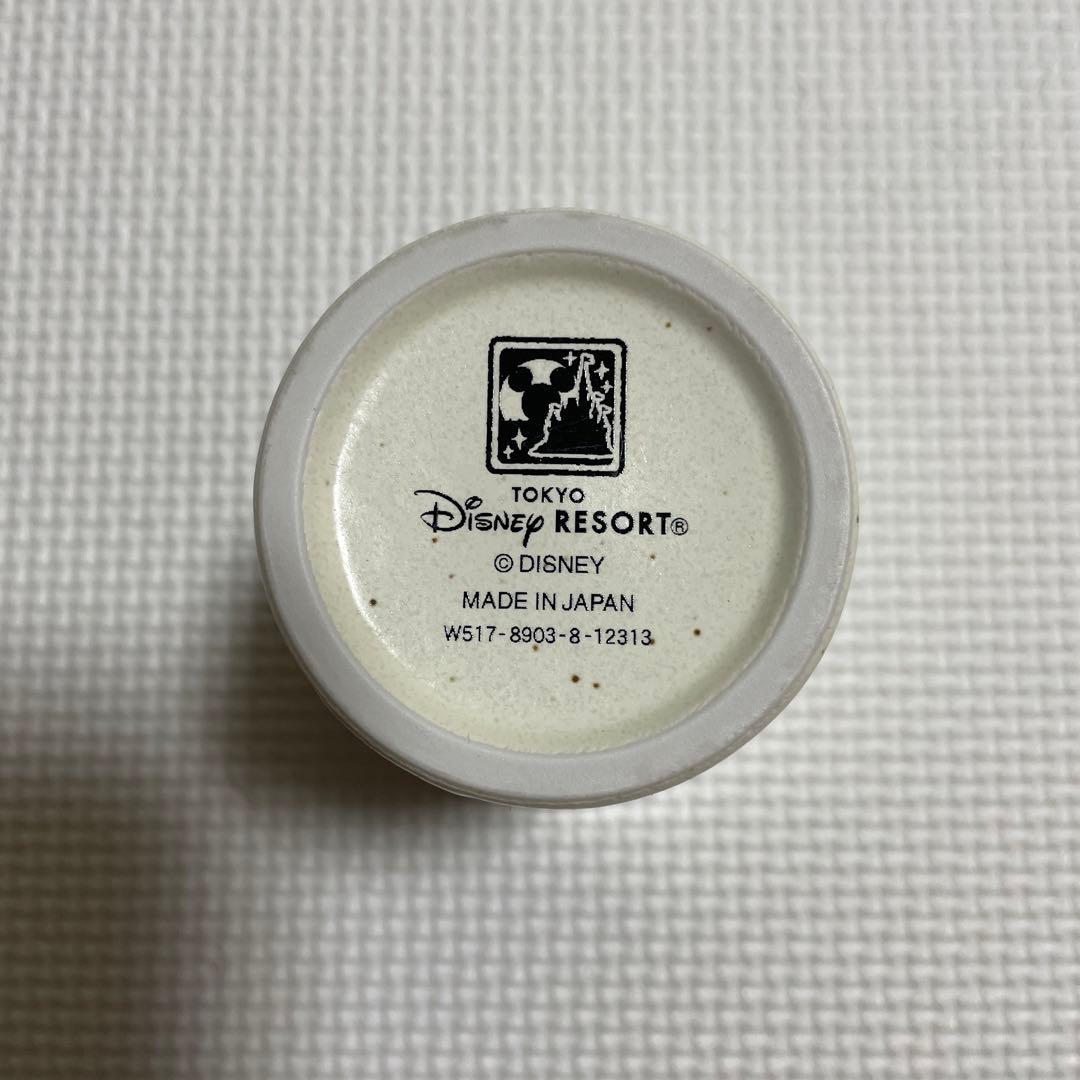 TOKYO
Disney RESORT®
© DISNEY
MADE IN JAPAN
W517-8903-8-12313